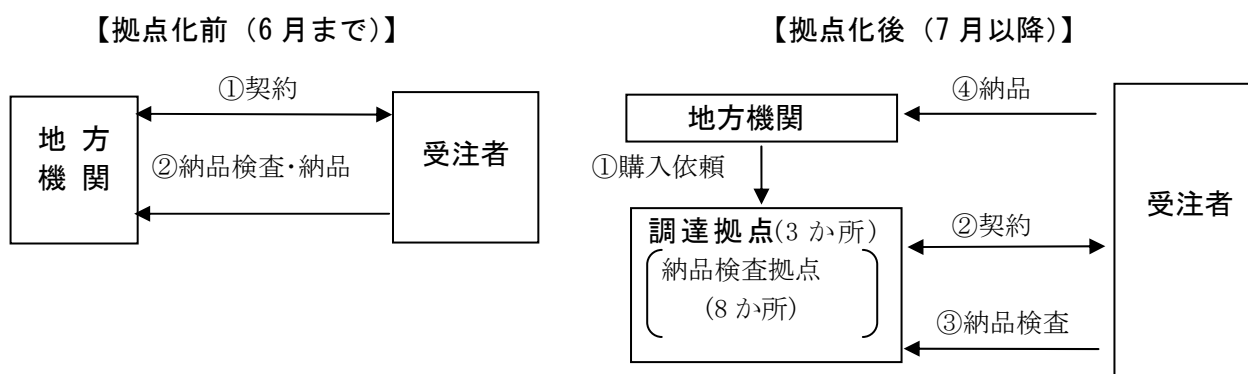 【拠点化前（6月まで）】
①契約
地 方
機 関
受注者
②納品検査・納品
【拠点化後（7月以降）】
④納品
地方機関
①購入依頼
受注者
調達拠点(3か所)
②契約
納品検査拠点
(8か所)
③納品検査